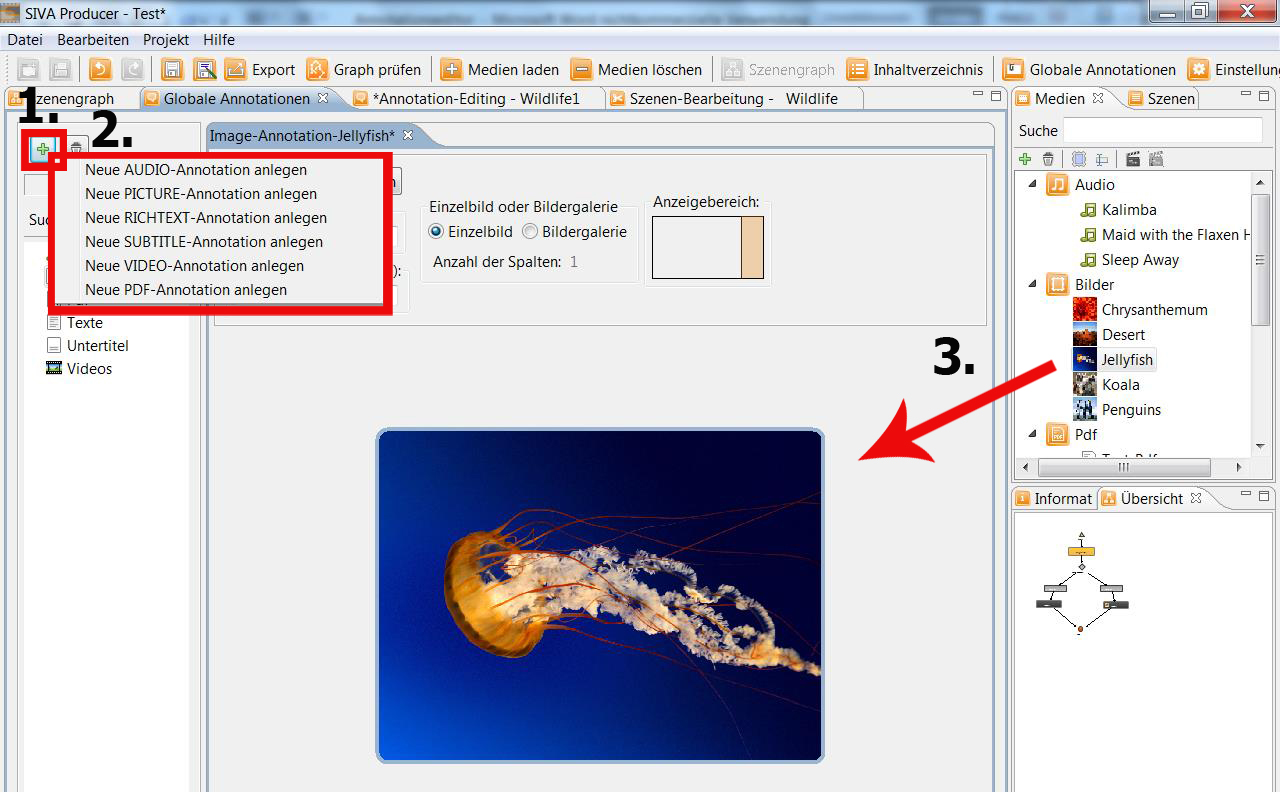 SIVA Producer - Test*
Datei Bearbeiten Projekt Hilfe
Export Graph prüfen Medien laden Medien löschen Szenengraph Inhaltverzeichnis Globale Annotationen
Szenengraph Globale Annotationen *Annotation-Editing - Wildlife1 Szenen-Bearbeitung - Wildlife
1.
2.
Neue AUDIO-Annotation anlegen
Neue PICTURE-Annotation anlegen
Neue RICHTEXT-Annotation anlegen
Neue SUBTITLE-Annotation anlegen
Neue VIDEO-Annotation anlegen
Neue PDF-Annotation anlegen
Texte
Untertitel
Videos
Image-Annotation-Jellyfish*
Einzelbild oder Bildergalerie
Einzelbild Bildergalerie
Anzahl der Spalten: 1
Anzeigebereich:
3.
Medien Szenen
Suche
Audio
Kalimba
Maid with the Flaxen H
Sleep Away
Bilder
Chrysanthemum
Desert
Jellyfish
Koala
Penguins
Pdf
Informat Übersicht